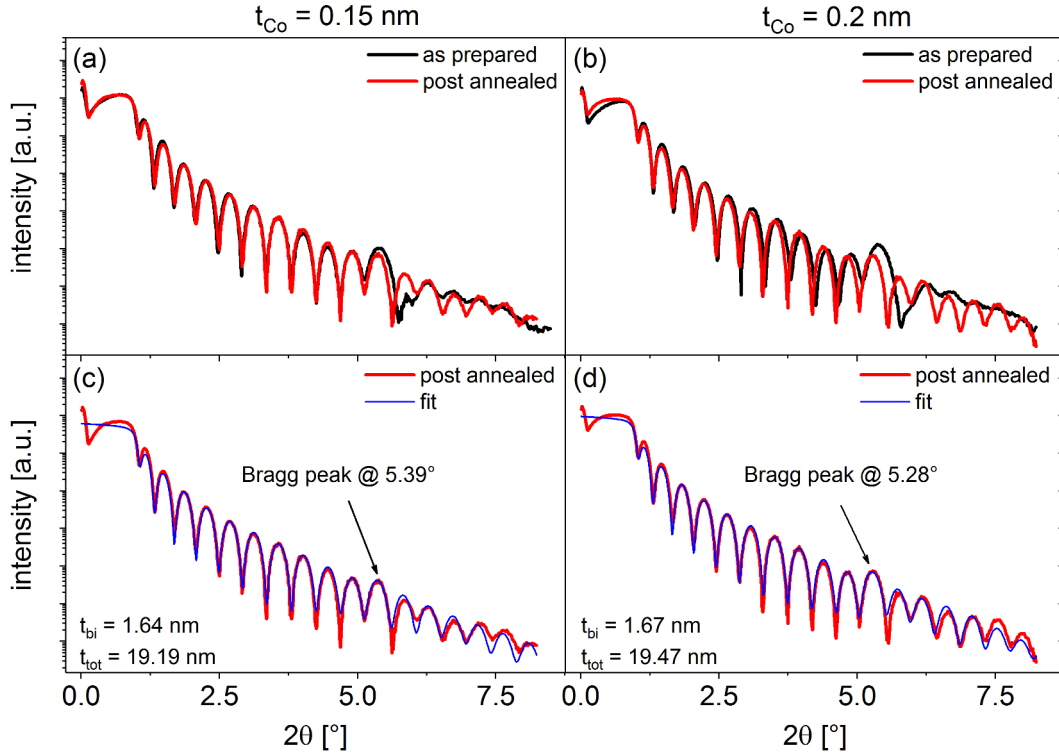 t_Co = 0.15 nm
t_Co = 0.2 nm
(a)
as prepared
post annealed
(b)
as prepared
post annealed
intensity [a.u.]
intensity [a.u.]
(c)
post annealed
fit
Bragg peak @ 5.39°
t_bi = 1.64 nm
t_tot = 19.19 nm
(d)
post annealed
fit
Bragg peak @ 5.28°
t_bi = 1.67 nm
t_tot = 19.47 nm
0.0 2.5 5.0 7.5
0.0 2.5 5.0 7.5
2θ [°]
2θ [°]